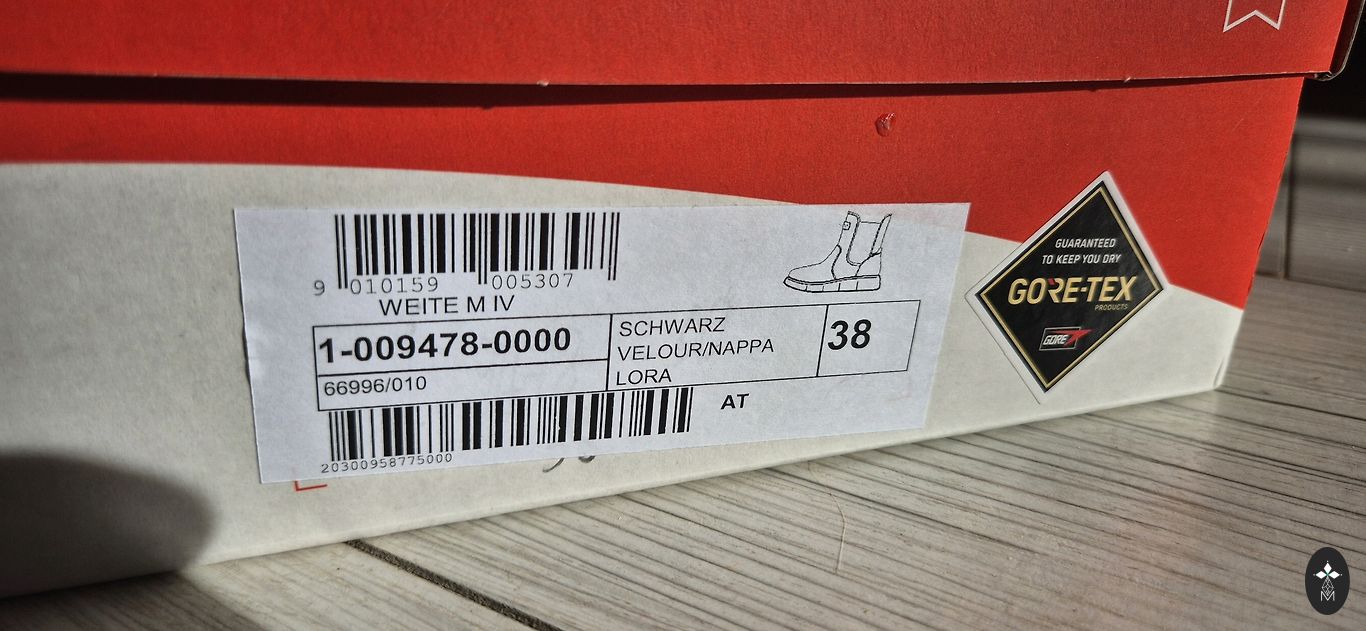 9 010159 005307
WEITE M IV
1-009478-0000
66996/010
SCHWARZ
VELOUR/NAPPA
LORA
38
AT
20300958775000
GUARANTEED
TO KEEP YOU DRY
GORE-TEX
PRODUCTS
GORE
M